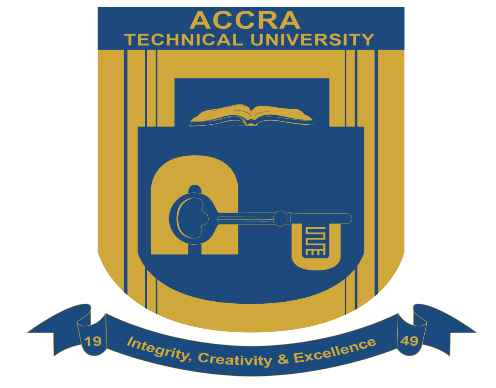 ACCRA
TECHNICAL UNIVERSITY
19 Integrity, Creativity & Excellence 49